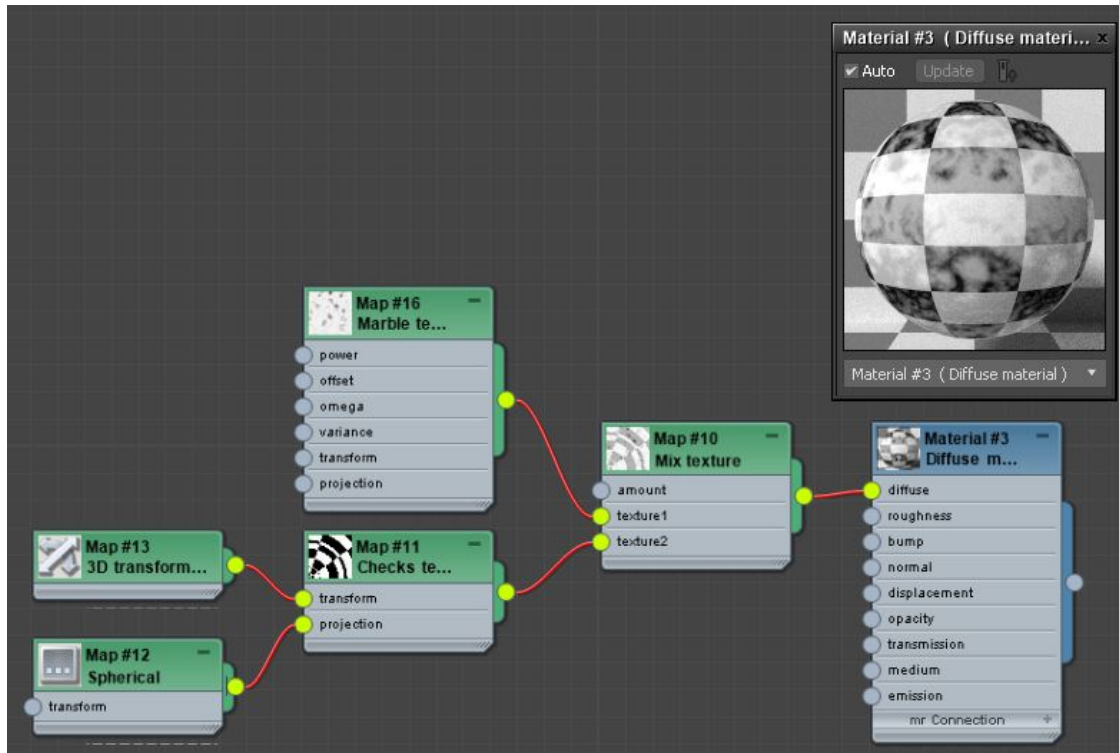 Material #3 ( Diffuse materi... x
Auto Update
Material #3 ( Diffuse material )
Map #16
Marble te...
power
offset
omega
variance
transform
projection
Map #10
Mix texture
amount
texture1
texture2
Material #3
Diffuse m...
diffuse
roughness
bump
normal
displacement
opacity
transmission
medium
emission
mr Connection +
Map #13
3D transform...
Map #11
Checks te...
transform
projection
Map #12
Spherical
transform